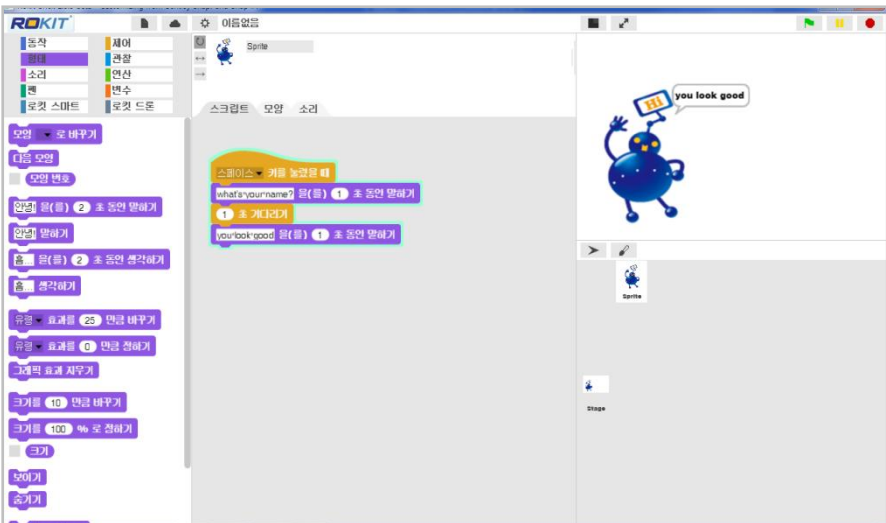 ROKIT 이름없음
동작 제어
형태 관찰
소리 연산
펜 변수
로킷 스마트 로킷 드론
Sprite
스크립트 모양 소리
모양 로 바꾸기
다음 모양
모양 번호
안녕! 을(를) 2 초 동안 말하기
안녕! 말하기
흠... 을(를) 2 초 동안 생각하기
흠... 생각하기
유령 효과를 25 만큼 바꾸기
유령 효과를 0 만큼 정하기
그래픽 효과 지우기
크기를 10 만큼 바꾸기
크기를 100 % 로 정하기
크기
보이기
숨기기
스페이스 키를 눌렀을 때
what's·your·name? 을(를) 1 초 동안 말하기
1 초 기다리기
you·look·good 을(를) 1 초 동안 말하기
Hi
you look good
Sprite
Stage